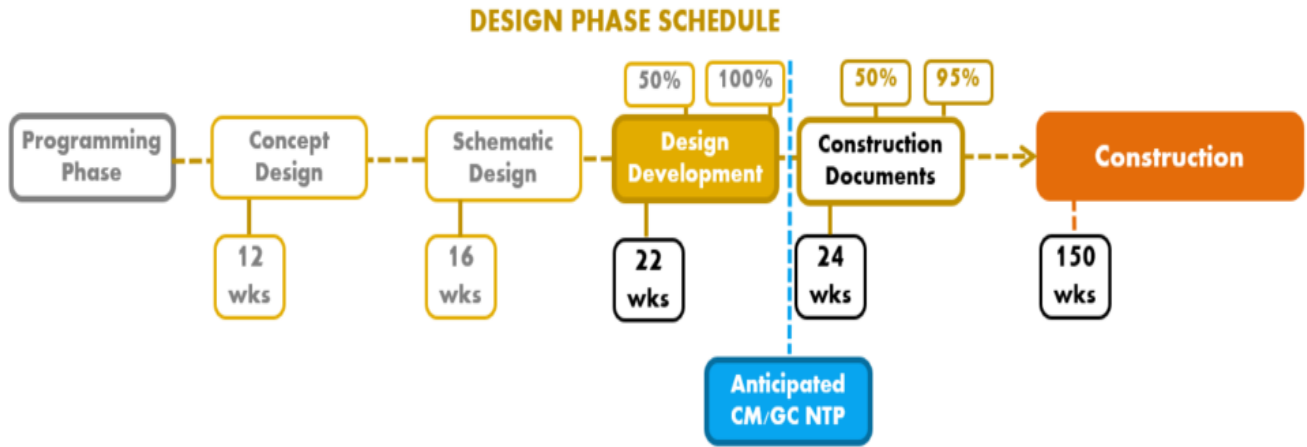 DESIGN PHASE SCHEDULE
50%
100%
50%
95%
Programming
Phase
Concept
Design
Schematic
Design
Design
Development
Construction
Documents
Construction
12
wks
16
wks
22
wks
24
wks
150
wks
Anticipated
CM/GC NTP